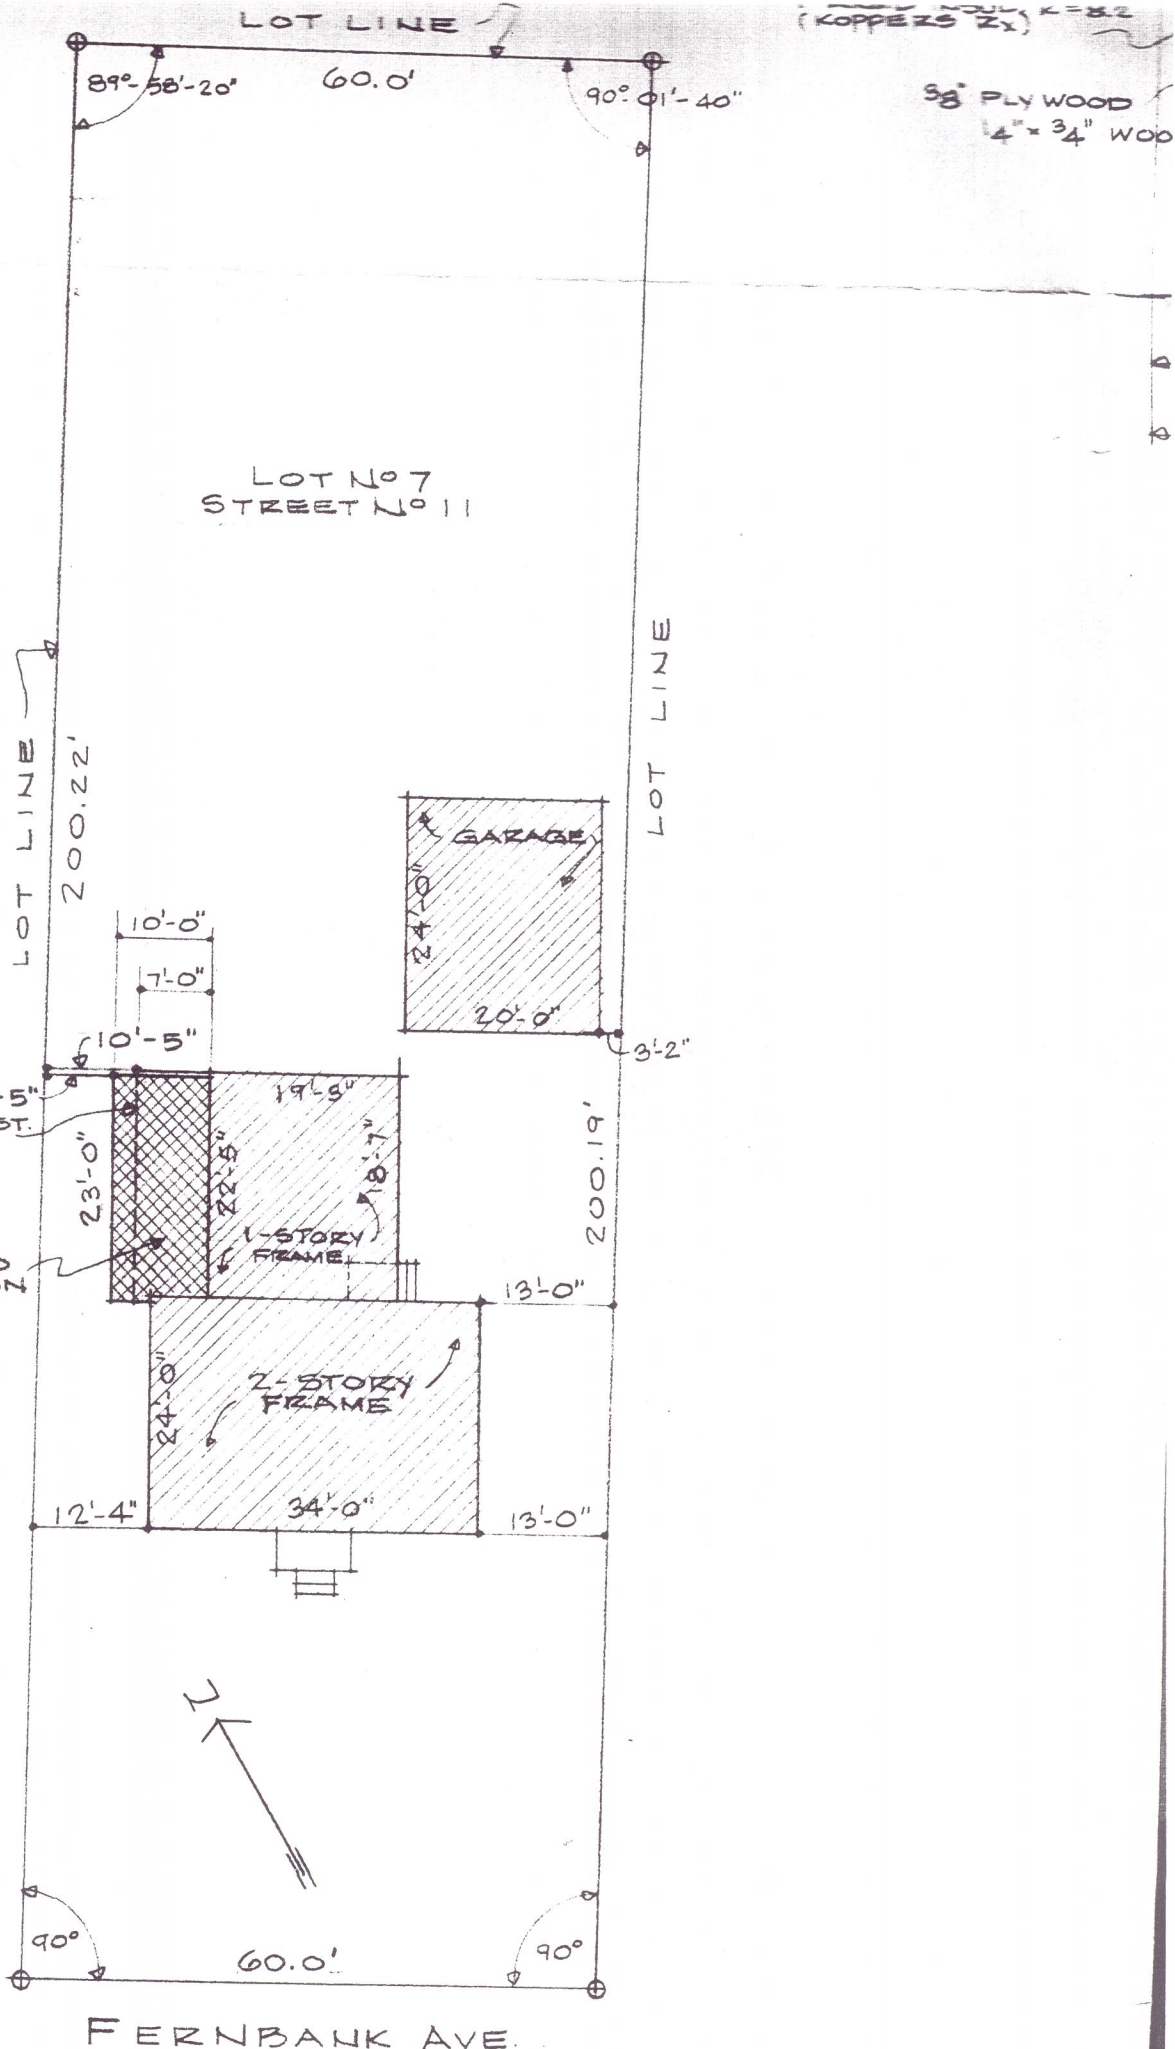 LOT LINE
(KOPPERS Zx)
89°-58'-20"
60.0'
90°-01'-40"
3/8" PLYWOOD
3/4" WOO
LOT No 7
STREET No 11
LOT LINE
200.22'
LOT LINE
GARAGE
24'-0"
20'-0"
3'-2"
10'-0"
7'-0"
10'-5"
-5"
ST.
23'-0"
22'-5"
18'-7"
1-STORY
FRAME
200.19'
13'-0"
24'-0"
2-STORY
FRAME
12'-4"
34'-0"
13'-0"
90°
60.0'
90°
FERNBANK AVE.